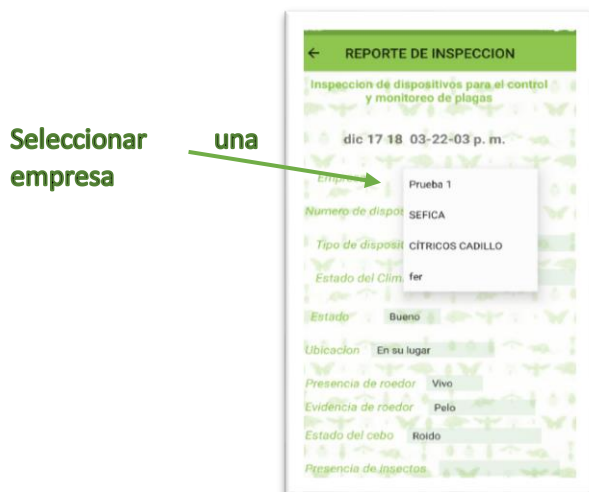 Seleccionar una
empresa
REPORTE DE INSPECCION
Inspeccion de dispositivos para el control
y monitoreo de plagas
dic 17 18 03-22-03 p. m.
Empres
Prueba 1
Numero de dispos
SEFICA
Tipo de disposit
CÍTRICOS CADILLO
Estado del Clim
fer
Estado Bueno
Ubicacion En su lugar
Presencia de roedor Vivo
Evidencia de roedor Pelo
Estado del cebo Roido
Presencia de Insectos